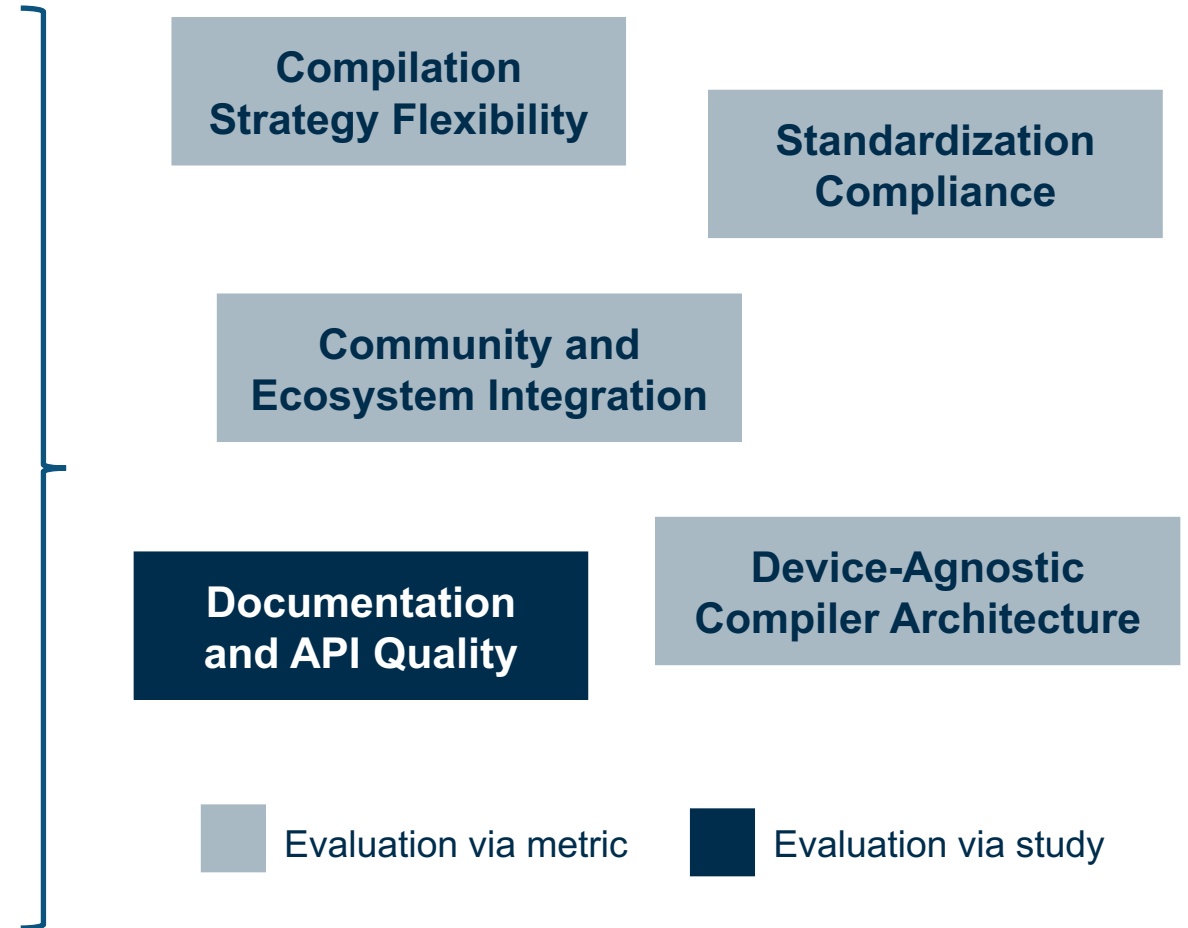 Compilation
Strategy Flexibility
Standardization
Compliance
Community and
Ecosystem Integration
Documentation
and API Quality
Device-Agnostic
Compiler Architecture
Evaluation via metric
Evaluation via study